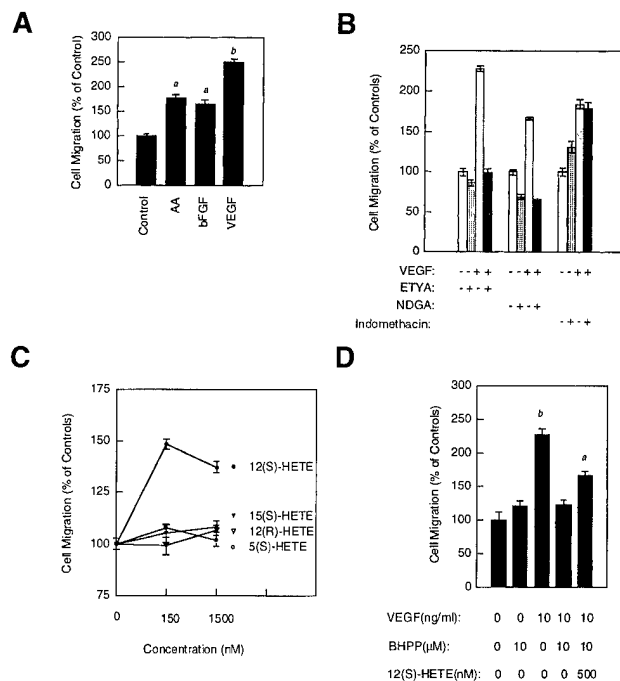 A
Cell Migration (% of Control)
300
250
200
150
100
50
0
a
a
b
Control
AA
bFGF
VEGF
B
Cell Migration (% of Controls)
250
200
150
100
50
0
VEGF: - - + + - - + + - - + +
ETYA: - + - +
NDGA: - + - +
Indomethacin: - + - +
C
Cell Migration (% of Controls)
175
150
125
100
75
12(S)-HETE
15(S)-HETE
12(R)-HETE
5(S)-HETE
0 150 1500
Concentration (nM)
D
Cell Migration (% of Controls)
300
250
200
150
100
50
0
b
a
VEGF(ng/ml) 0 0 10 10 10
BHPP(μM) 0 10 0 10 10
12(S)-HETE(nM) 0 0 0 0 500